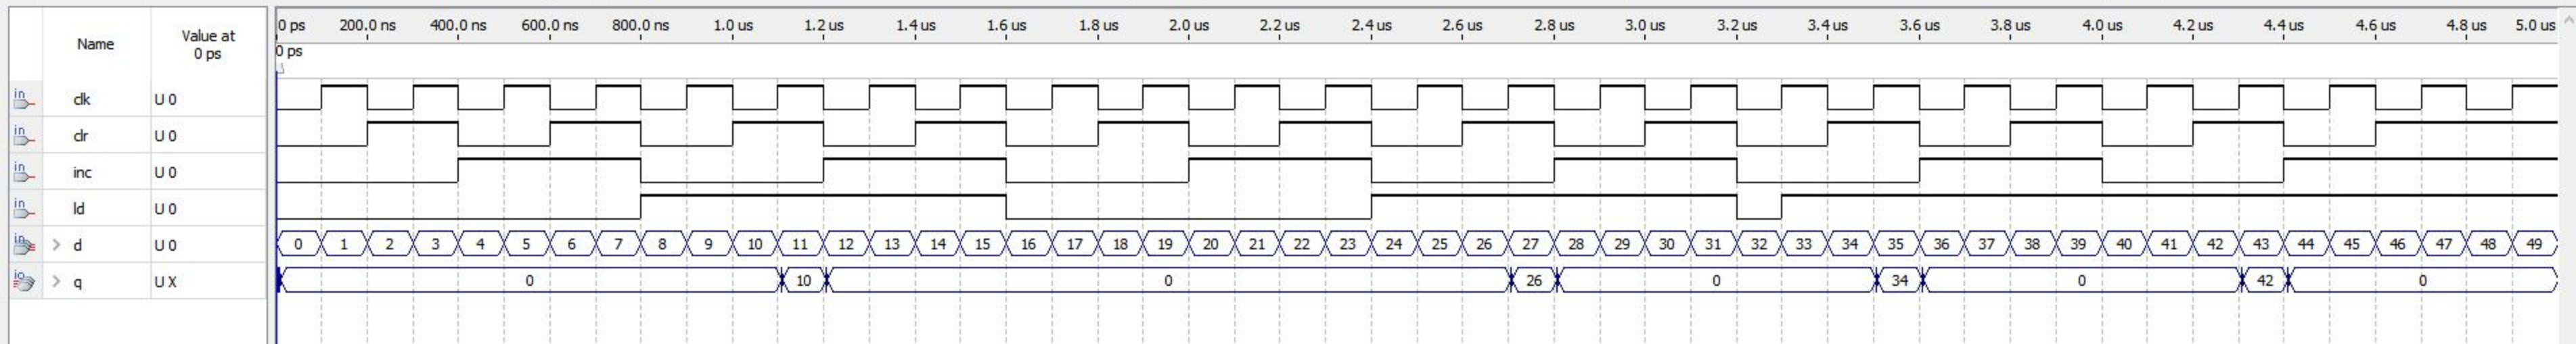 Name
Value at
0 ps
0 ps 200.0 ns 400.0 ns 600.0 ns 800.0 ns 1.0 us 1.2 us 1.4 us 1.6 us 1.8 us 2.0 us 2.2 us 2.4 us 2.6 us 2.8 us 3.0 us 3.2 us 3.4 us 3.6 us 3.8 us 4.0 us 4.2 us 4.4 us 4.6 us 4.8 us 5.0 us
0 ps
in clk U 0
in clr U 0
in inc U 0
in ld U 0
in > d U 0 0 1 2 3 4 5 6 7 8 9 10 11 12 13 14 15 16 17 18 19 20 21 22 23 24 25 26 27 28 29 30 31 32 33 34 35 36 37 38 39 40 41 42 43 44 45 46 47 48 49
io > q U X 0 10 0 26 0 34 0 42 0